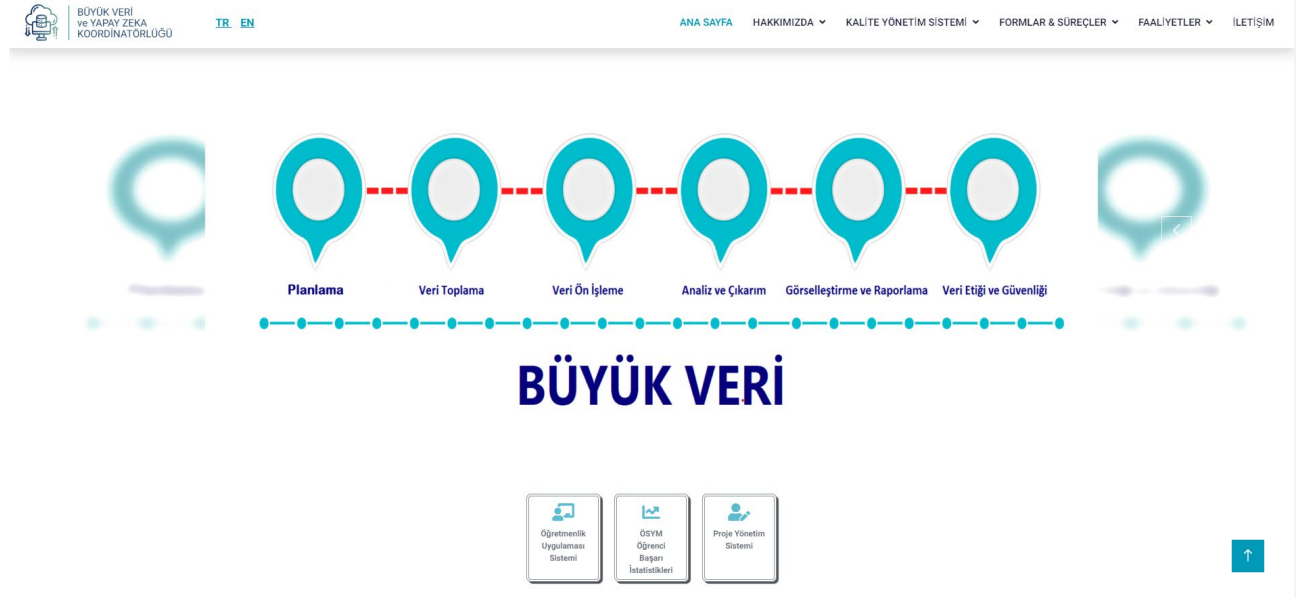 BÜYÜK VERİ
ve YAPAY ZEKA
KOORDİNATÖRLÜĞÜ
TR EN
ANA SAYFA HAKKIMIZDA KALİTE YÖNETİM SİSTEMİ FORMLAR & SÜREÇLER FAALİYETLER İLETİŞİM
Planlama Veri Toplama Veri Ön İşleme Analiz ve Çıkarım Görselleştirme ve Raporlama Veri Etiği ve Güvenliği
BÜYÜK VERİ
Öğretmenlik
Uygulaması
Sistemi
ÖSYM
Öğrenci
Başarı
İstatistikleri
Proje Yönetim
Sistemi